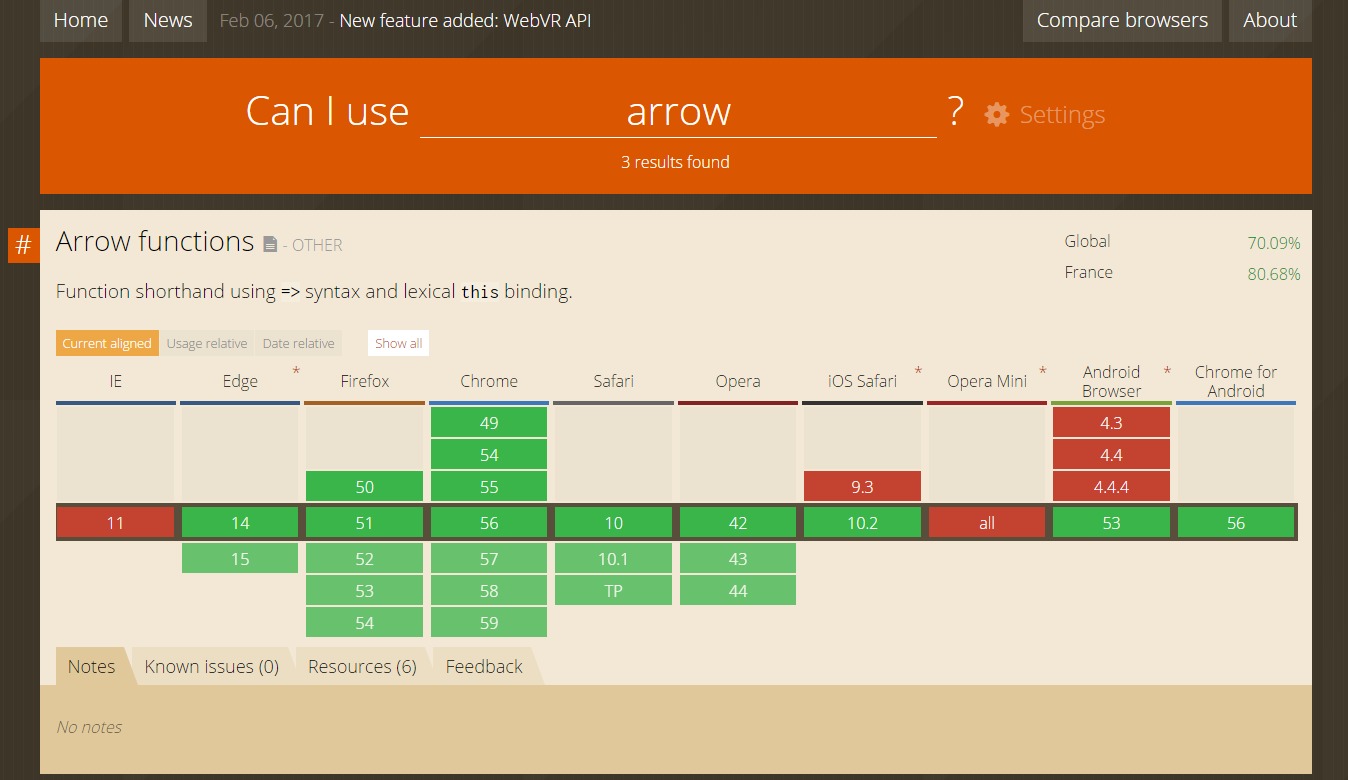 Home News Feb 06, 2017 - New feature added: WebVR API Compare browsers About
Can I use arrow ? Settings
3 results found
# Arrow functions - OTHER
Global 70.09%
France 80.68%
Function shorthand using => syntax and lexical this binding.
Current aligned Usage relative Date relative Show all
IE Edge * Firefox Chrome Safari Opera iOS Safari * Opera Mini * Android Browser * Chrome for Android
49 4.3
54 4.4
50 55 9.3 4.4.4
11 14 51 56 10 42 10.2 all 53 56
15 52 57 10.1 43
53 58 TP 44
54 59
Notes Known issues (0) Resources (6) Feedback
No notes